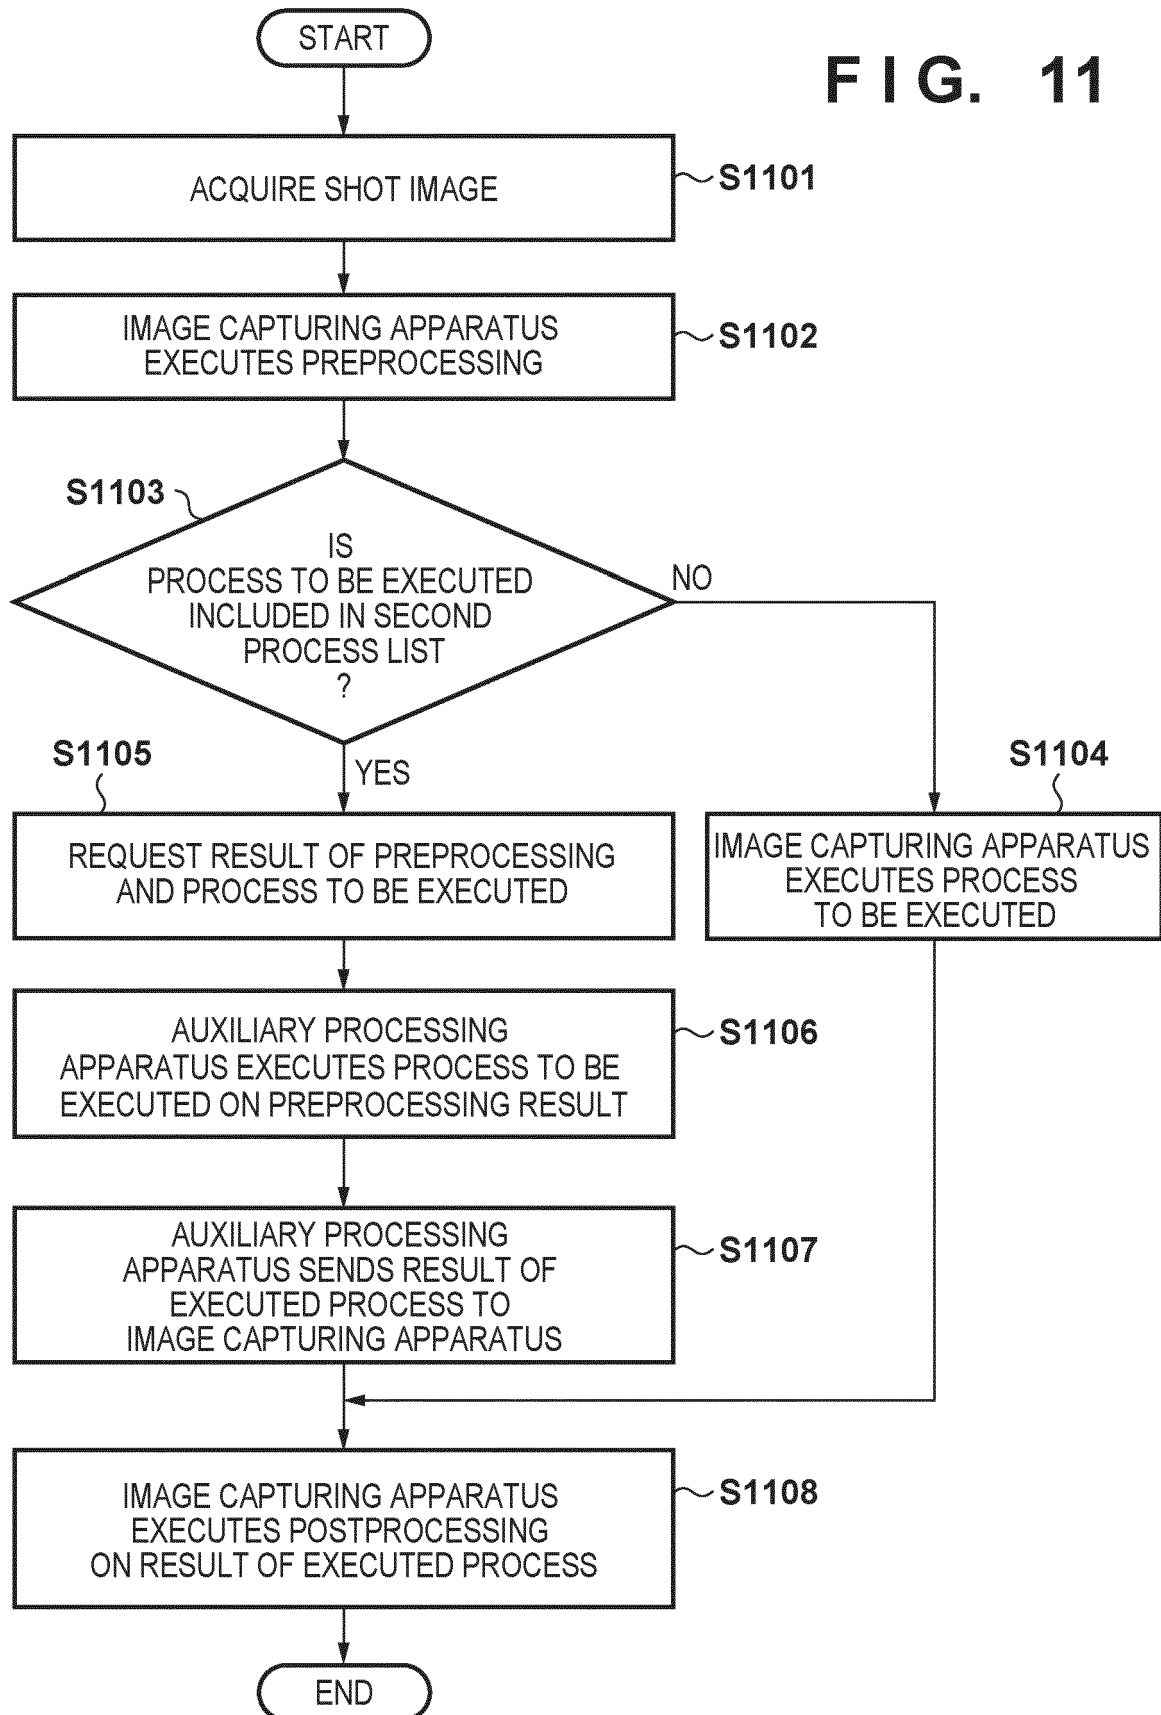 START
F I G. 11
ACQUIRE SHOT IMAGE
S1101
IMAGE CAPTURING APPARATUS
EXECUTES PREPROCESSING
S1102
S1103
IS
PROCESS TO BE EXECUTED
INCLUDED IN SECOND
PROCESS LIST
?
NO
YES
S1105
S1104
REQUEST RESULT OF PREPROCESSING
AND PROCESS TO BE EXECUTED
IMAGE CAPTURING APPARATUS
EXECUTES PROCESS
TO BE EXECUTED
AUXILIARY PROCESSING
APPARATUS EXECUTES PROCESS TO BE
EXECUTED ON PREPROCESSING RESULT
S1106
AUXILIARY PROCESSING
APPARATUS SENDS RESULT OF
EXECUTED PROCESS TO
IMAGE CAPTURING APPARATUS
S1107
IMAGE CAPTURING APPARATUS
EXECUTES POSTPROCESSING
ON RESULT OF EXECUTED PROCESS
S1108
END